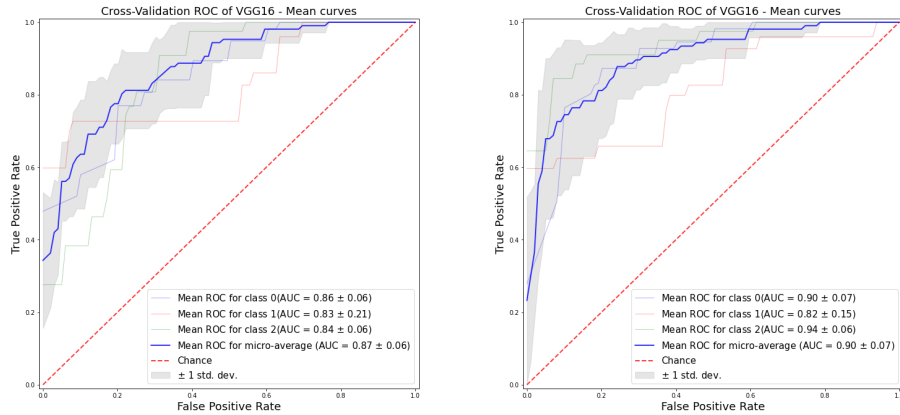 Cross-Validation ROC of VGG16 - Mean curves
True Positive Rate
1.0
0.8
0.6
0.4
0.2
0.0
Mean ROC for class 0(AUC = 0.86 ± 0.06)
Mean ROC for class 1(AUC = 0.83 ± 0.21)
Mean ROC for class 2(AUC = 0.84 ± 0.06)
Mean ROC for micro-average (AUC = 0.87 ± 0.06)
Chance
± 1 std. dev.
0.0 0.2 0.4 0.6 0.8 1.0
False Positive Rate
Cross-Validation ROC of VGG16 - Mean curves
True Positive Rate
1.0
0.8
0.6
0.4
0.2
0.0
Mean ROC for class 0(AUC = 0.90 ± 0.07)
Mean ROC for class 1(AUC = 0.82 ± 0.15)
Mean ROC for class 2(AUC = 0.94 ± 0.06)
Mean ROC for micro-average (AUC = 0.90 ± 0.07)
Chance
± 1 std. dev.
0.0 0.2 0.4 0.6 0.8 1.0
False Positive Rate